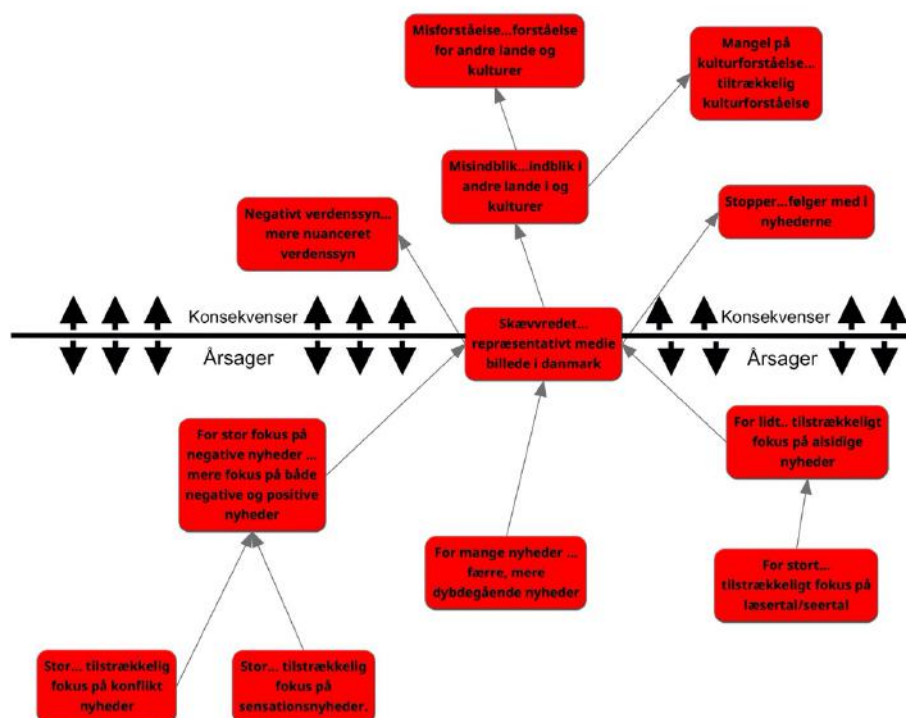 Misforståelse...forståelse
for andre lande og
kulturer
Mangel på
kulturforståelse...
tiltrækkelig
kulturforståelse
Misindblik...indblik i
andre lande i og
kulturer
Negativt verdenssyn...
mere nuanceret
verdenssyn
Stopper...følger med i
nyhederne
Konsekvenser
Årsager
Skævvredet...
repræsentativt medie
billede i danmark
Konsekvenser
Årsager
For stor fokus på
negative nyheder ...
mere fokus på både
negative og positive
nyheder
For lidt.. tilstrækkeligt
fokus på alsidige
nyheder
For mange nyheder ...
færre, mere
dybdegående nyheder
For stort...
tilstrækkeligt fokus på
læsertal/seertal
Stor... tilstrækkelig
fokus på konflikt
nyheder
Stor... tilstrækkelig
fokus på
sensationsnyheder.